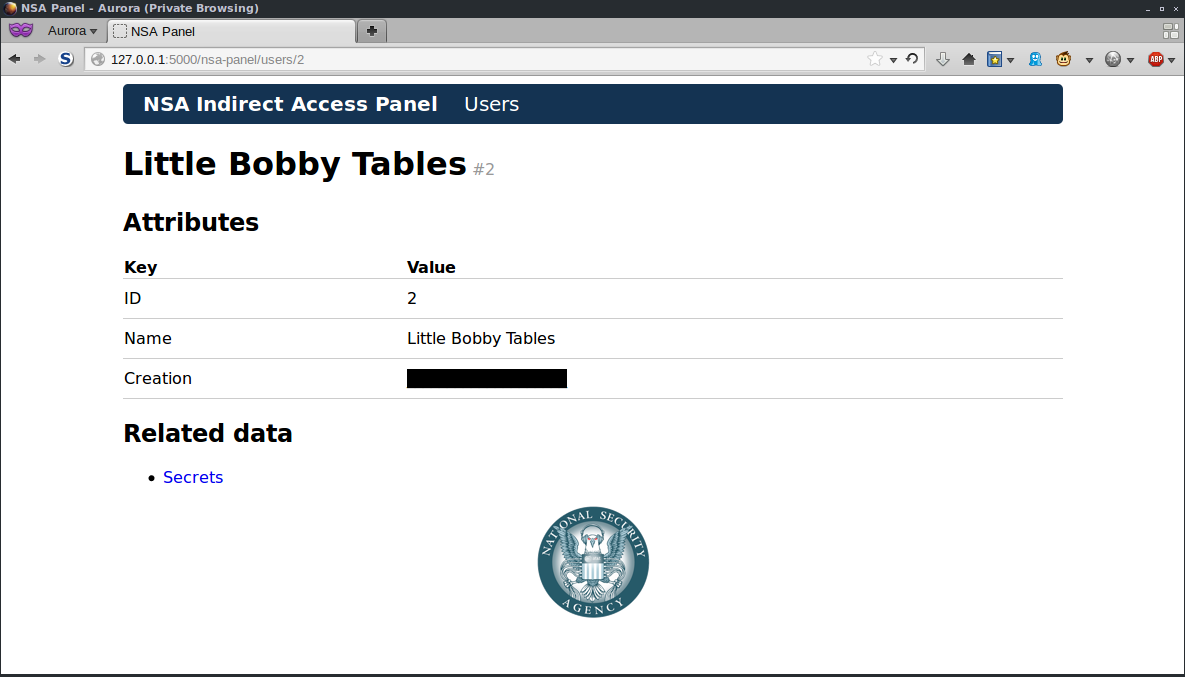 NSA Panel - Aurora (Private Browsing)
Aurora NSA Panel
S 127.0.0.1:5000/nsa-panel/users/2 ABP
NSA Indirect Access Panel Users
Little Bobby Tables #2
Attributes
Key Value
ID 2
Name Little Bobby Tables
Creation
Related data
Secrets
NATIONAL SECURITY
AGENCY